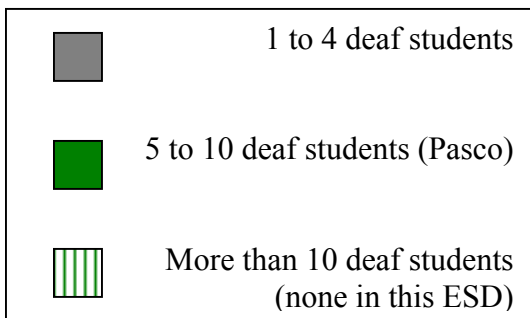 1 to 4 deaf students
5 to 10 deaf students (Pasco)
More than 10 deaf students
(none in this ESD)